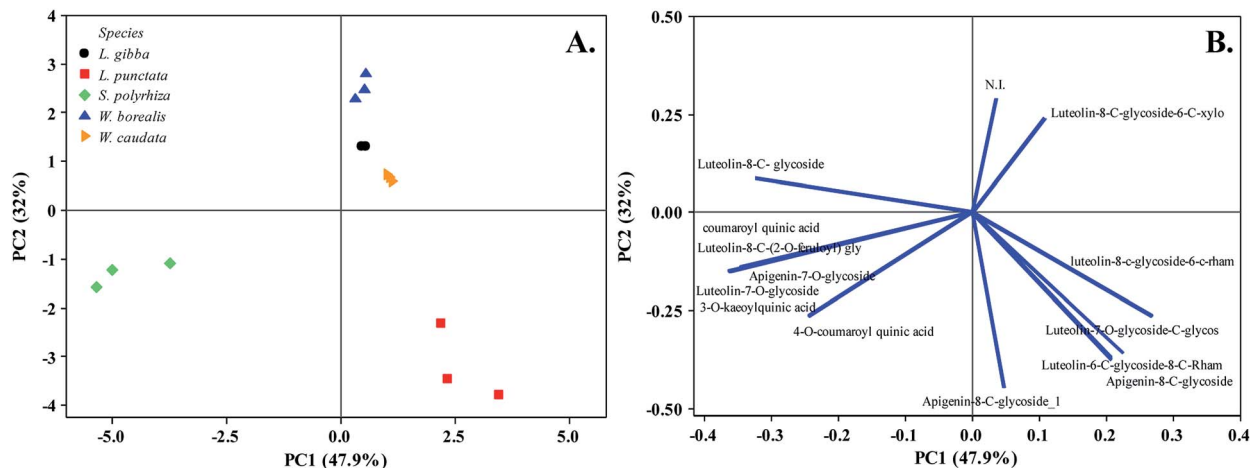 A.
Species
L. gibba
L. punctata
S. polyrhiza
W. borealis
W. caudata
4
3
2
1
0
-1
-2
-3
-4
PC2 (32%)
-5.0
-2.5
0.0
2.5
5.0
PC1 (47.9%)
B.
0.50
0.25
0.00
-0.25
-0.50
PC2 (32%)
N.I.
Luteolin-8-C-glycoside-6-C-xylo
Luteolin-8-C- glycoside
coumaroyl quinic acid
Luteolin-8-C-(2-O-feruloyl) gly
Apigenin-7-O-glycoside
Luteolin-7-O-glycoside
3-O-kaeoylquinic acid
4-O-coumaroyl quinic acid
luteolin-8-c-glycoside-6-c-rham
Luteolin-7-O-glycoside-C-glycos
Luteolin-6-C-glycoside-8-C-Rham
Apigenin-8-C-glycoside
Apigenin-8-C-glycoside_1
-0.4
-0.3
-0.2
-0.1
0.0
0.1
0.2
0.3
0.4
PC1 (47.9%)